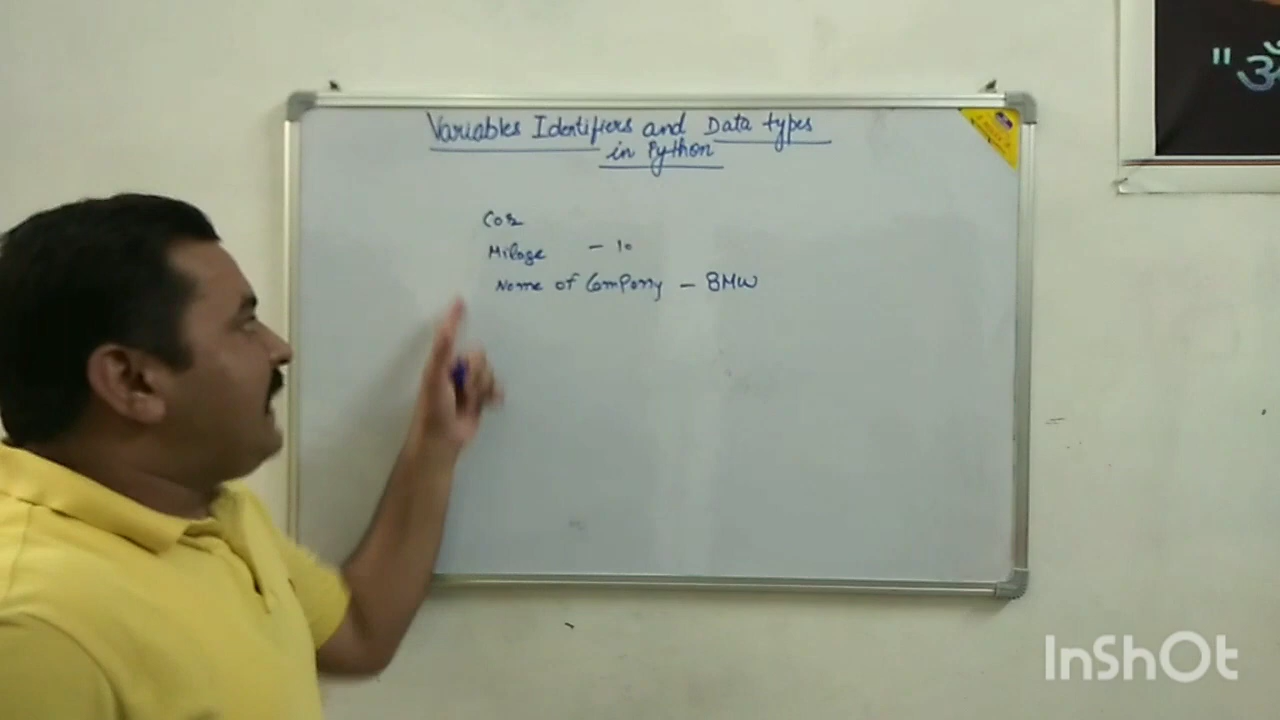 Variables Identifiers and Data types
in Python
Car
Milage - 10
Name of Company - BMW
"ॐ
InShOt